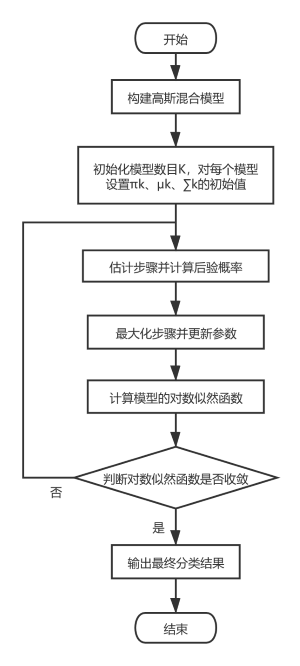 开始
构建高斯混合模型
初始化模型数目K，对每个模型
设置πk、μk、∑k的初始值
估计步骤并计算后验概率
最大化步骤并更新参数
计算模型的对数似然函数
判断对数似然函数是否收敛
否
是
输出最终分类结果
结束